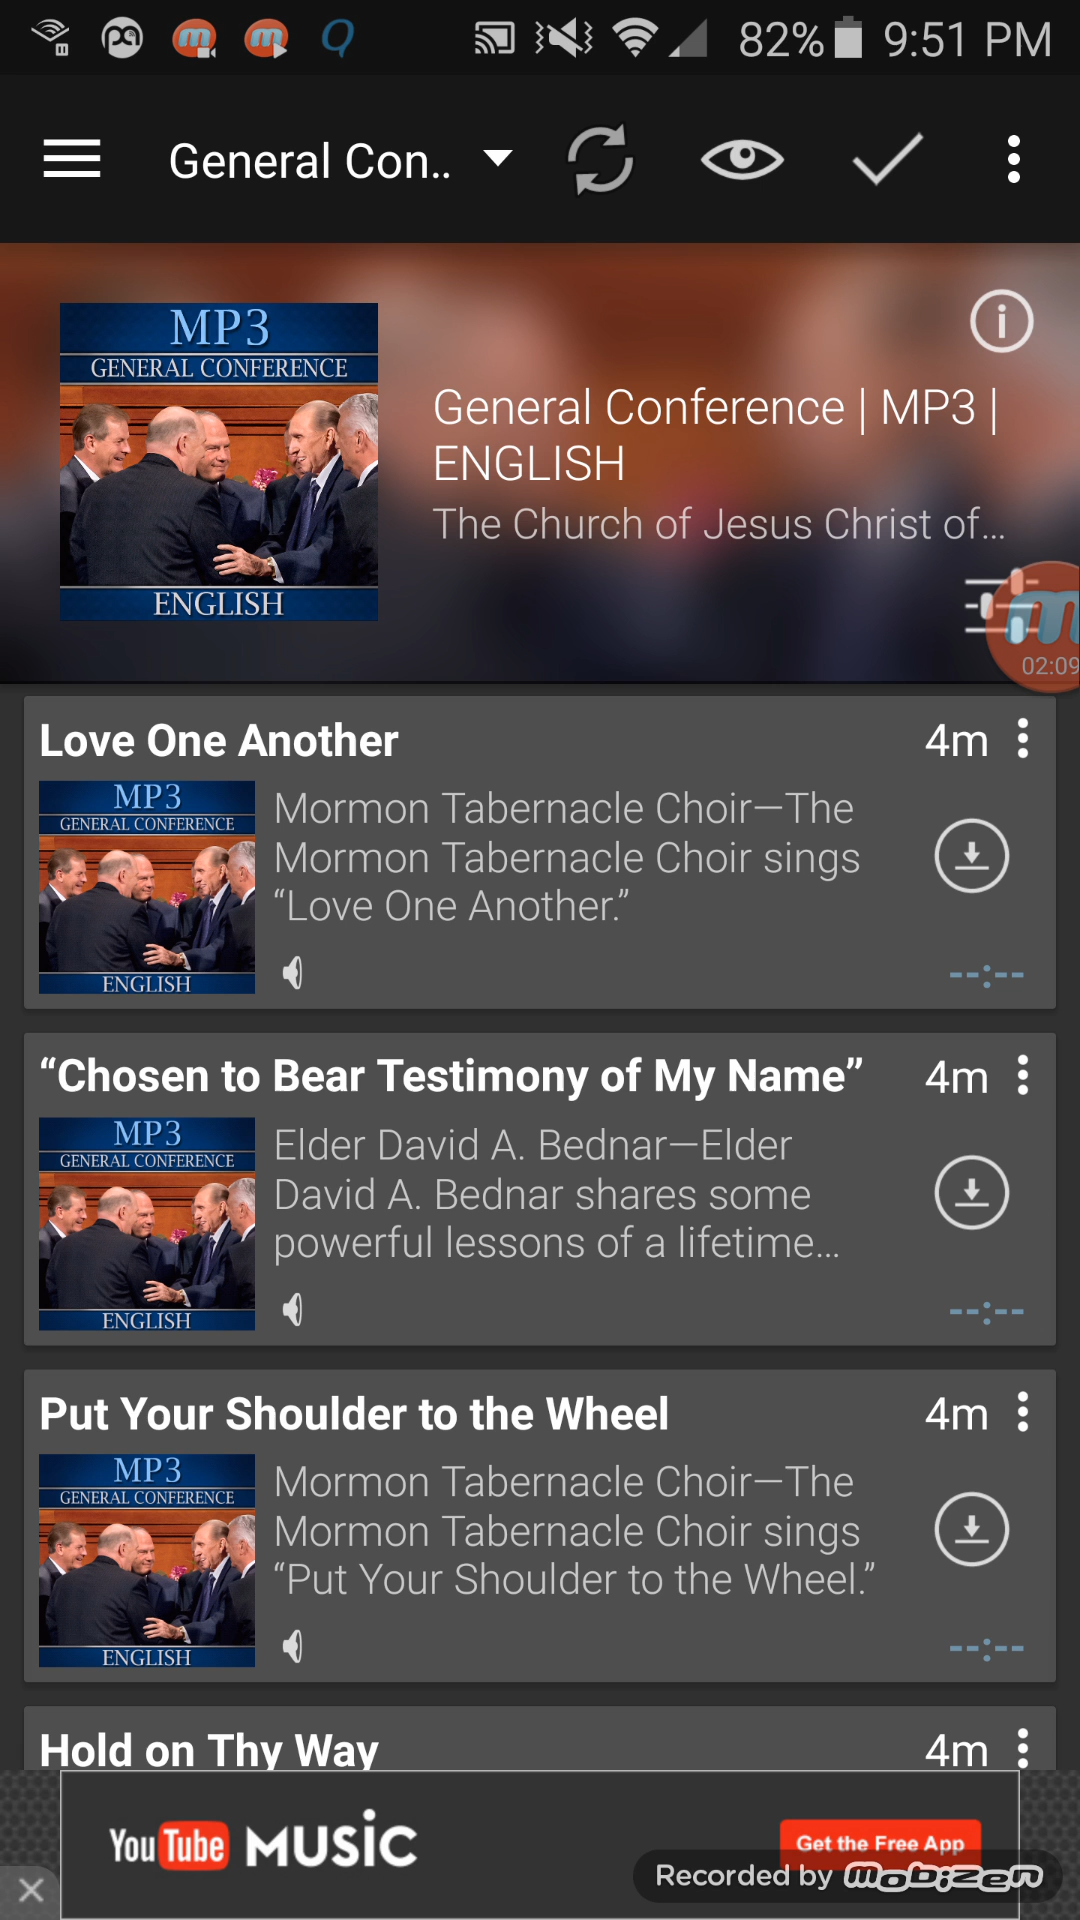 82% 9:51 PM
General Con..
MP3
GENERAL CONFERENCE
ENGLISH
General Conference | MP3 |
ENGLISH
The Church of Jesus Christ of...
02:09
Love One Another 4m
MP3
GENERAL CONFERENCE
ENGLISH
Mormon Tabernacle Choir—The
Mormon Tabernacle Choir sings
“Love One Another.”
--:--
“Chosen to Bear Testimony of My Name” 4m
MP3
GENERAL CONFERENCE
ENGLISH
Elder David A. Bednar—Elder
David A. Bednar shares some
powerful lessons of a lifetime...
--:--
Put Your Shoulder to the Wheel 4m
MP3
GENERAL CONFERENCE
ENGLISH
Mormon Tabernacle Choir—The
Mormon Tabernacle Choir sings
“Put Your Shoulder to the Wheel.”
--:--
Hold on Thy Way 4m
YouTube MUSIC
Get the Free App
Recorded by Mobizen